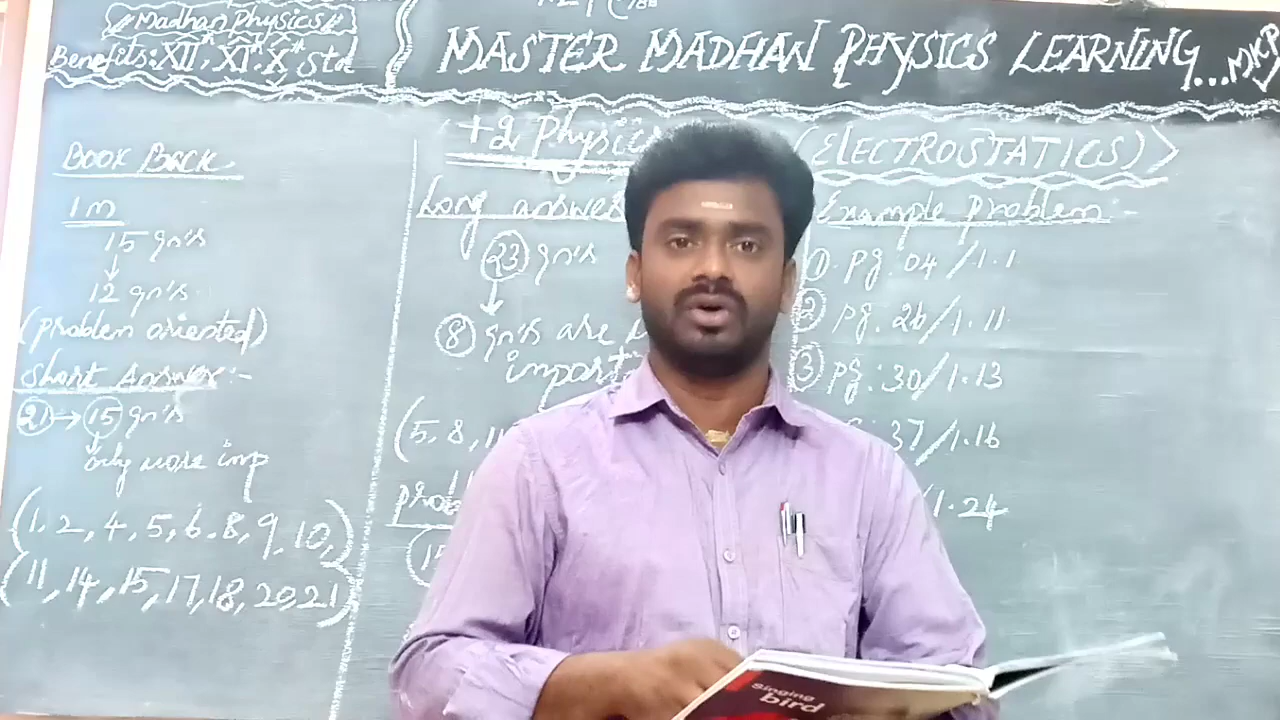 Madhan Physics
Benefits: XII, XI, X, Std
MASTER MADHAN PHYSICS LEARNING...MKP
BOOK BACK
1 m
15 qn's
↓
12 qn's
(problem oriented)
Short Answer:-
21→15 qn's
only more imp
(1, 2, 4, 5, 6, 8, 9, 10,)
(11, 14, 15, 17, 18, 20, 21)
+2 Physics
Long answer
23 qn's
↓
8 qn's are
(5, 8, 11
(15
(ELECTROSTATICS)
Example problem:-
1. pg. 04/1.1
2 pg. 26/1.11
3 pg: 30/1.13
37/1.16
1.24
Singing
bird